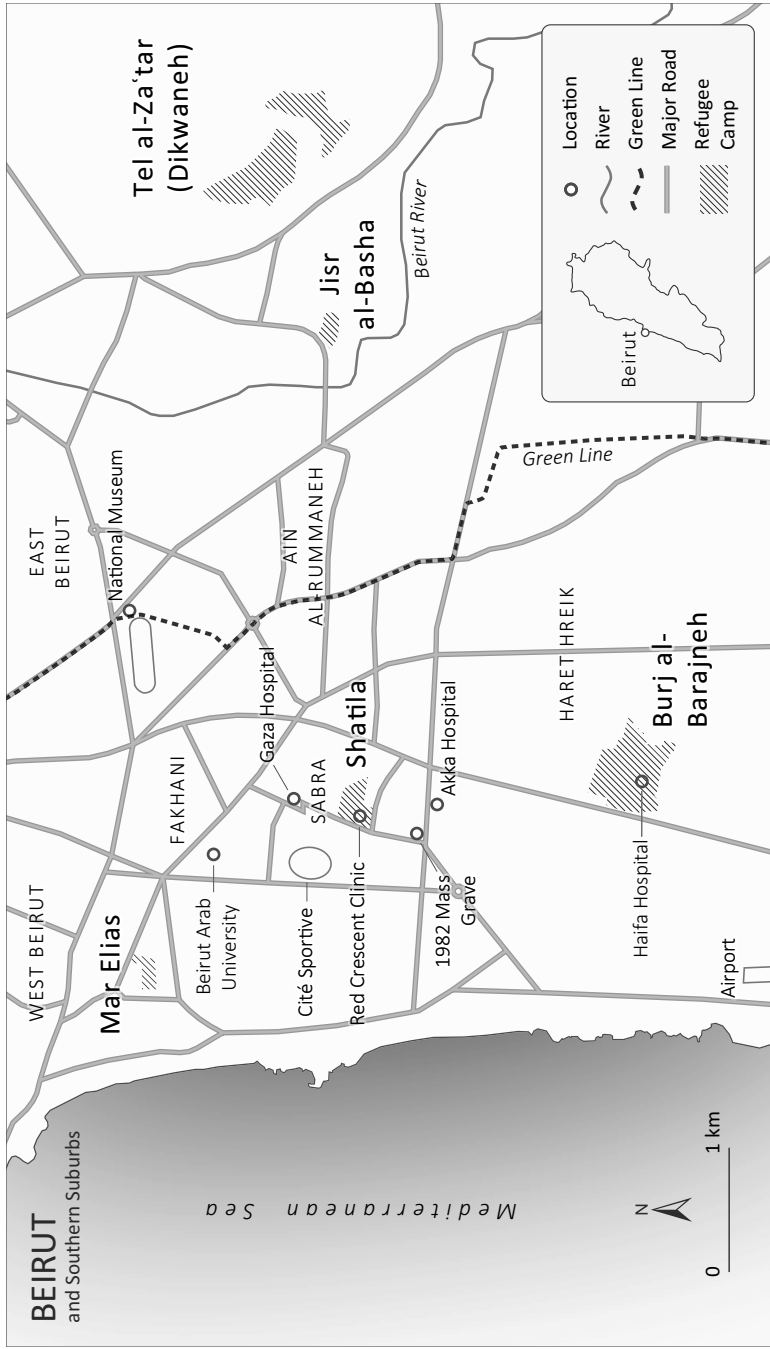 BEIRUT
and Southern Suburbs
WEST BEIRUT
EAST
BEIRUT
National Museum
Tel al-Zaʿtar
(Dikwaneh)
Mar Elias
FAKHANI
Beirut Arab
University
Gaza Hospital
AIN
AL-RUMMANEH
Jisr
al-Basha
Beirut River
Cité Sportive
SABRA
Shatila
Red Crescent Clinic
Mediterranean Sea
1982 Mass
Grave
Akka Hospital
Green Line
HARET HREIK
Burj al-
Barajneh
Haifa Hospital
Airport
N
0
1 km
Beirut
Location
River
Green Line
Major Road
Refugee
Camp